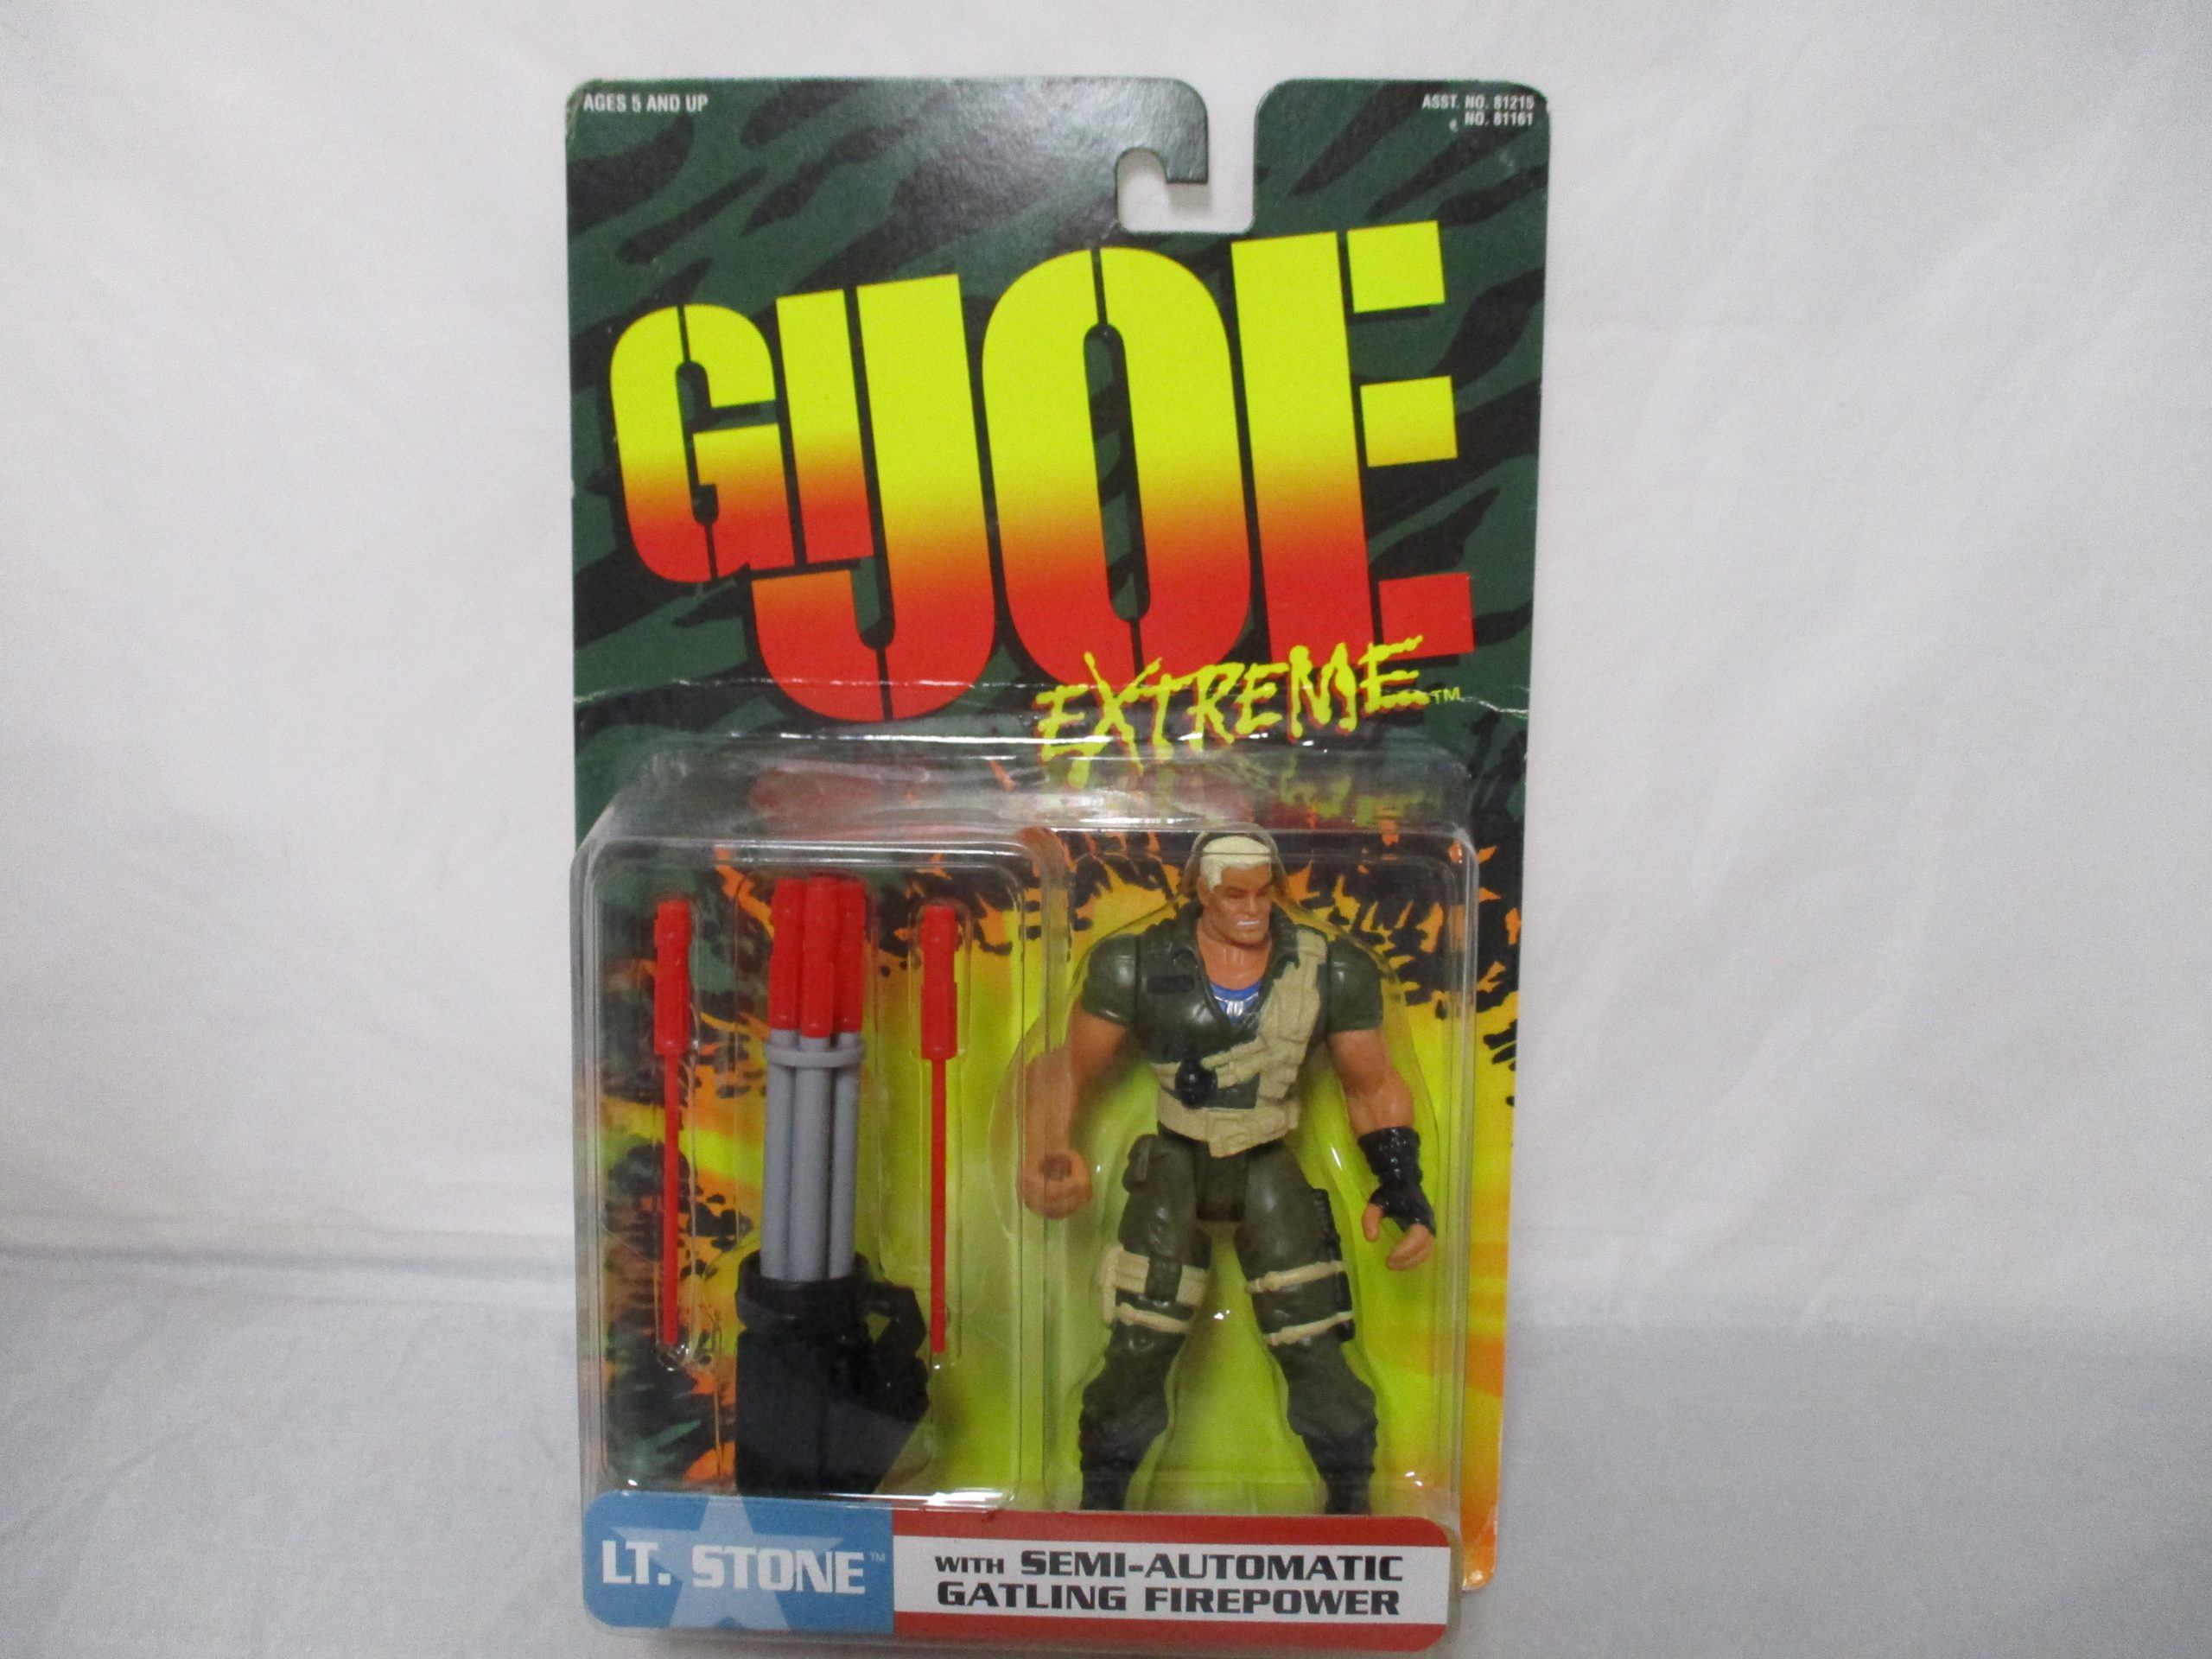 AGES 5 AND UP
ASST. NO. 81215
NO. 81161
GI JOE
EXTREME™
LT. STONE™
WITH SEMI-AUTOMATIC
GATLING FIREPOWER